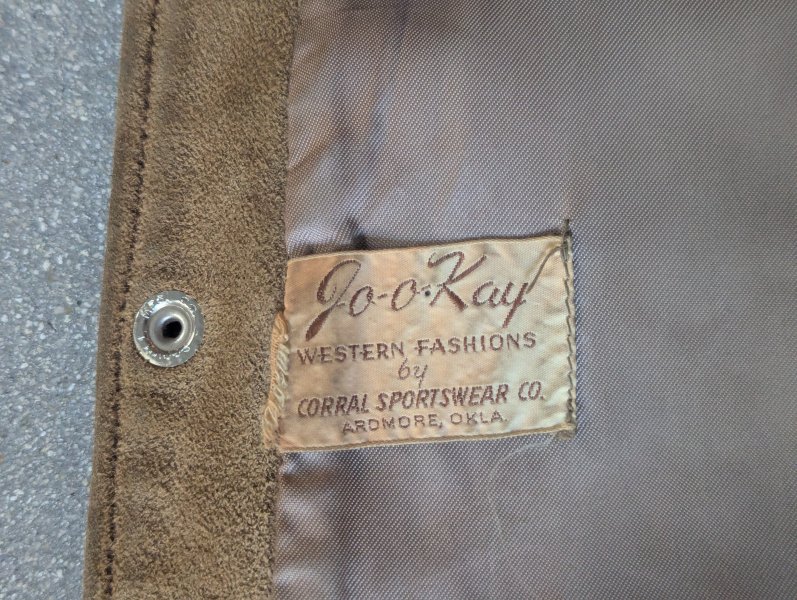 Jo-o-Kay
WESTERN FASHIONS
by
CORRAL SPORTSWEAR CO.
ARDMORE, OKLA.